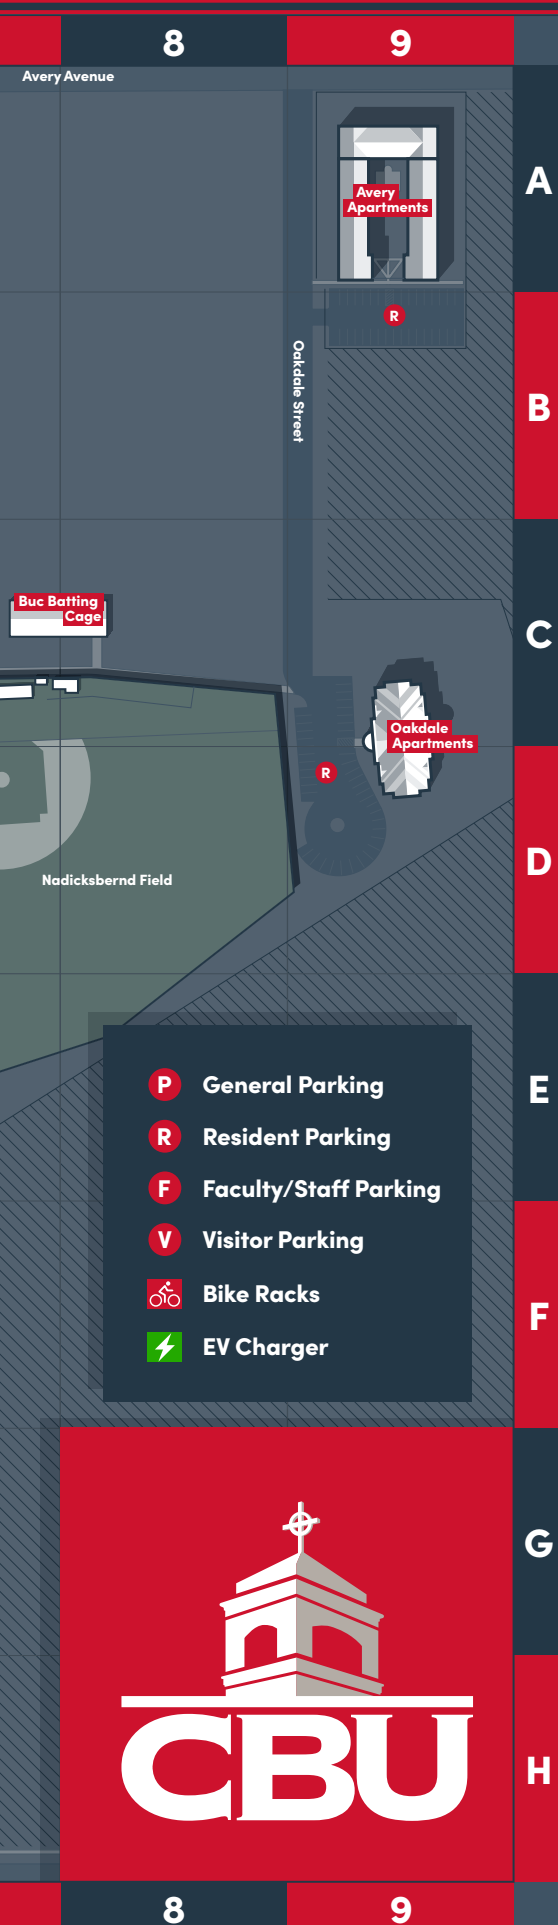 8
9
Avery Avenue
A
Avery
Apartments
R
B
Oakdale Street
Buc Batting
Cage
C
Oakdale
Apartments
R
D
Nadicksbernd Field
E
P General Parking
R Resident Parking
F Faculty/Staff Parking
V Visitor Parking
Bike Racks
EV Charger
F
G
CBU
H
8
9